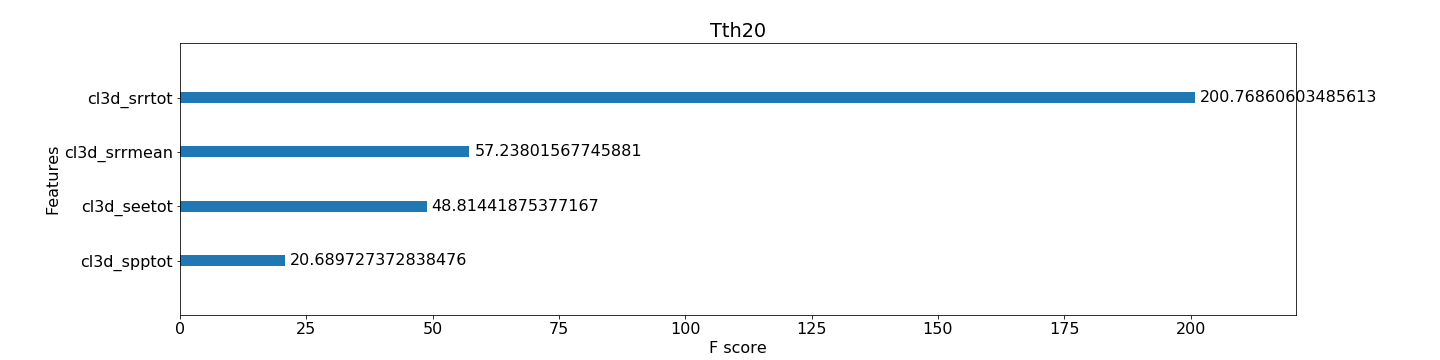 Tth20
cl3d_srrtot
200.76860603485613
cl3d_srrmean
57.23801567745881
cl3d_seetot
48.81441875377167
cl3d_spptot
20.689727372838476
Features
0 25 50 75 100 125 150 175 200
F score